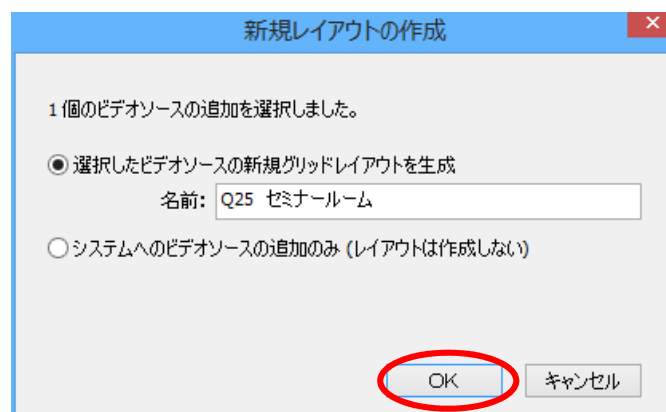 新規レイアウトの作成
1個のビデオソースの追加を選択しました。
選択したビデオソースの新規グリッドレイアウトを生成
名前: Q25 セミナールーム
システムへのビデオソースの追加のみ (レイアウトは作成しない)
OK キャンセル